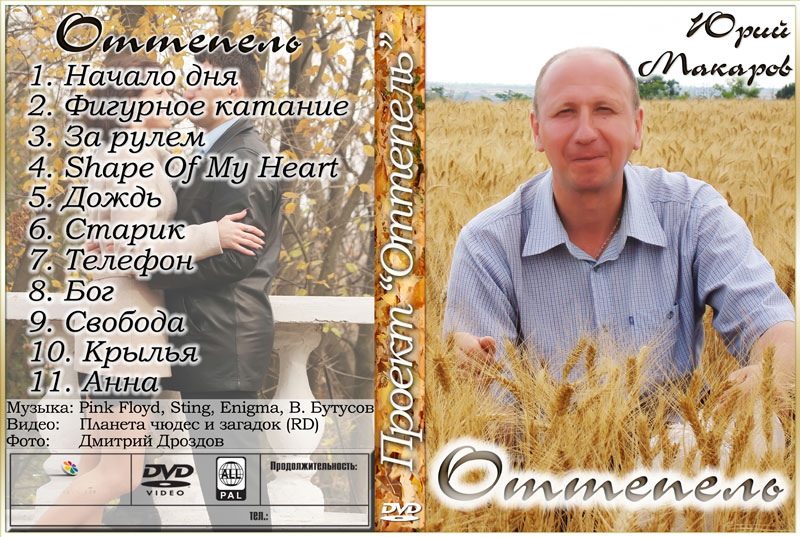 Оттепель
1. Начало дня
2. Фигурное катание
3. За рулем
4. Shape Of My Heart
5. Дождь
6. Старик
7. Телефон
8. Бог
9. Свобода
10. Крылья
11. Анна
Музыка: Pink Floyd, Sting, Enigma, В. Бутусов
Видео: Планета чюдес и загадок (RD)
Фото: Дмитрий Дроздов
DVD
VIDEO
ALL
PAL
Продолжительность:
тел.:
Проект “Оттепель”
DVD
Юрий
Макаров
Оттепель